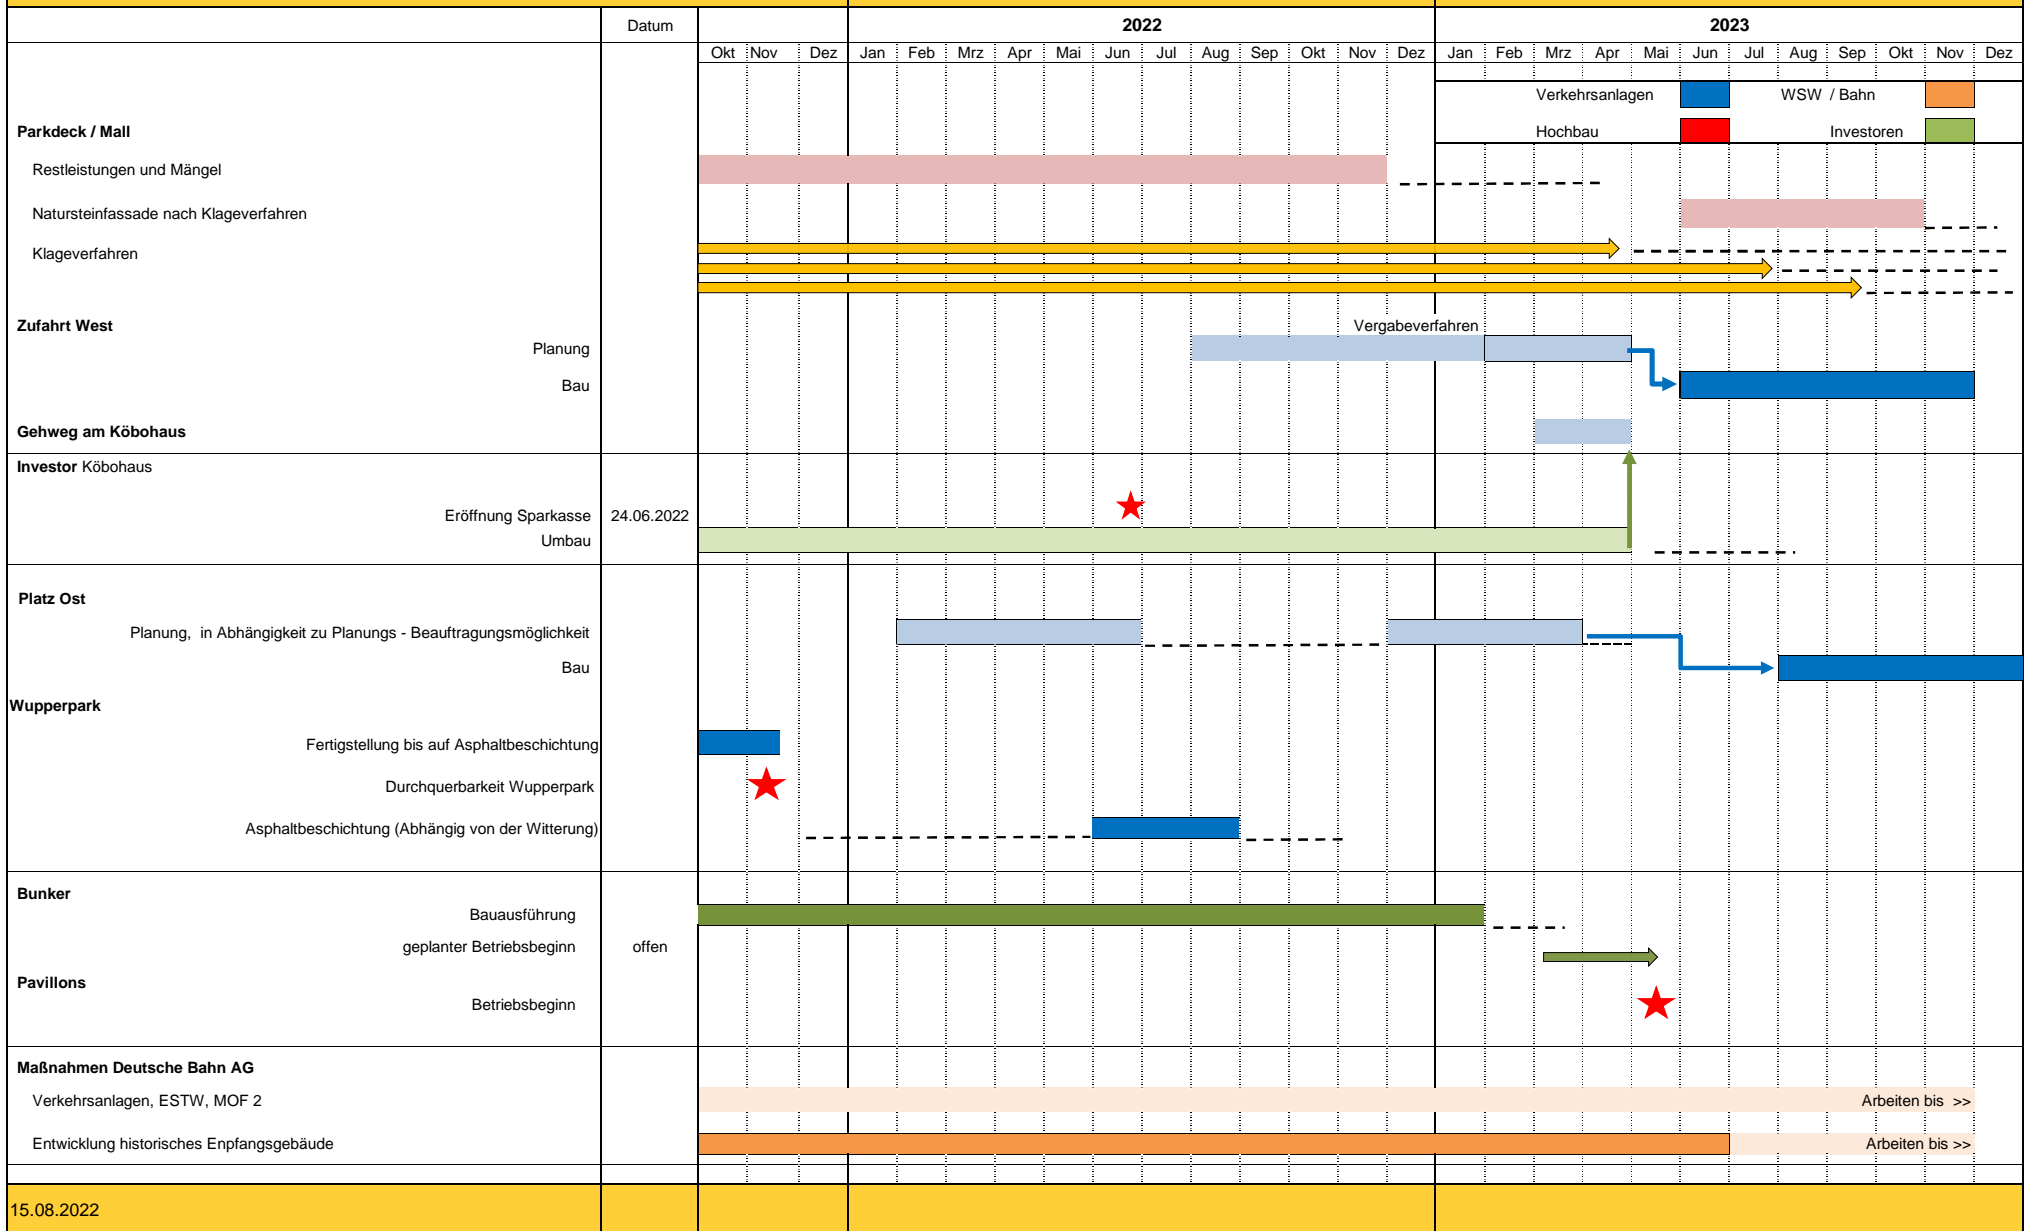 Datum 2022 2023
Okt Nov Dez Jan Feb Mrz Apr Mai Jun Jul Aug Sep Okt Nov Dez Jan Feb Mrz Apr Mai Jun Jul Aug Sep Okt Nov Dez
Verkehrsanlagen WSW / Bahn
Parkdeck / Mall Hochbau Investoren
Restleistungen und Mängel
Natursteinfassade nach Klageverfahren
Klageverfahren
Zufahrt West Vergabeverfahren
Planung
Bau
Gehweg am Köbohaus
Investor Köbohaus
Eröffnung Sparkasse 24.06.2022
Umbau
Platz Ost
Planung, in Abhängigkeit zu Planungs - Beauftragungsmöglichkeit
Bau
Wupperpark
Fertigstellung bis auf Asphaltbeschichtung
Durchquerbarkeit Wupperpark
Asphaltbeschichtung (Abhängig von der Witterung)
Bunker
Bauausführung
geplanter Betriebsbeginn offen
Pavillons
Betriebsbeginn
Maßnahmen Deutsche Bahn AG
Verkehrsanlagen, ESTW, MOF 2 Arbeiten bis >>
Entwicklung historisches Enpfangsgebäude Arbeiten bis >>
15.08.2022